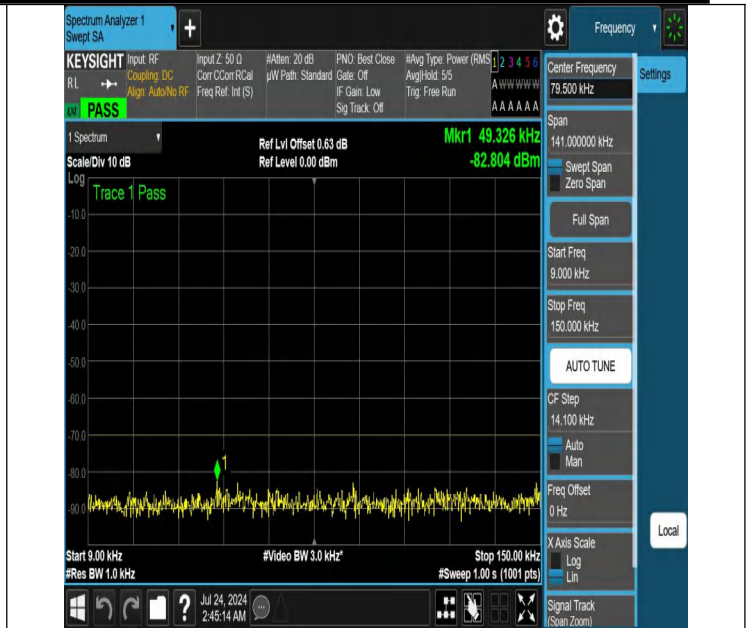 Spectrum Analyzer 1
Swept SA
+
Frequency
KEYSIGHT
RL
PASS
Input: RF
Coupling: DC
Align: Auto/No RF
Input Z: 50 Ω
Corr CCorr RCal
Freq Ref: Int (S)
#Atten: 20 dB
µW Path: Standard
PNO: Best Close
Gate: Off
IF Gain: Low
Sig Track: Off
#Avg Type: Power (RMS
Avg|Hold: 5/5
Trig: Free Run
1 2 3 4 5 6
A W W W W W
A A A A A A
1 Spectrum
Scale/Div 10 dB
Ref Lvl Offset 0.63 dB
Ref Level 0.00 dBm
Mkr1 49.326 kHz
-82.804 dBm
Log
Trace 1 Pass
-10.0
-20.0
-30.0
-40.0
-50.0
-60.0
-70.0
-80.0
-90.0
1
Start 9.00 kHz
#Res BW 1.0 kHz
#Video BW 3.0 kHz*
Stop 150.00 kHz
#Sweep 1.00 s (1001 pts)
Center Frequency
79.500 kHz
Settings
Span
141.000000 kHz
Swept Span
Zero Span
Full Span
Start Freq
9.000 kHz
Stop Freq
150.000 kHz
AUTO TUNE
CF Step
14.100 kHz
Auto
Man
Freq Offset
0 Hz
X Axis Scale
Log
Lin
Local
Signal Track
(Span Zoom)
?
Jul 24, 2024
2:45:14 AM